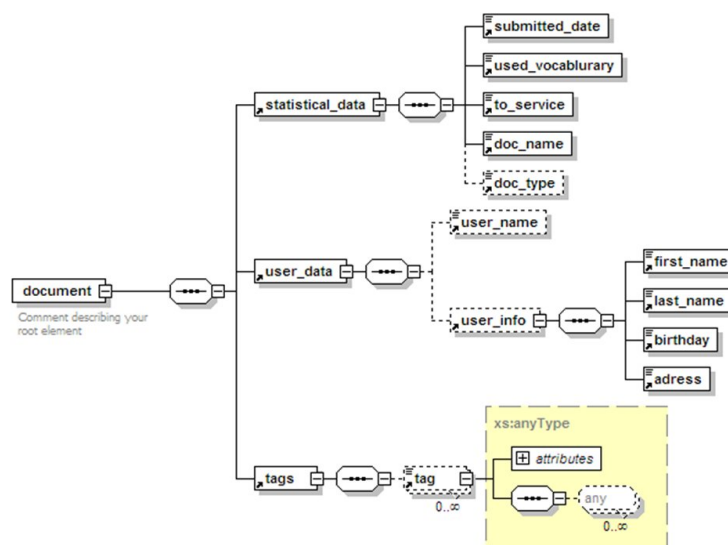 submitted_date
used_vocablurary
statistical_data
to_service
doc_name
doc_type
user_name
user_data
first_name
document
last_name
Comment describing your
root element
user_info
birthday
adress
xs:anyType
attributes
tags
tag
0..∞
any
0..∞